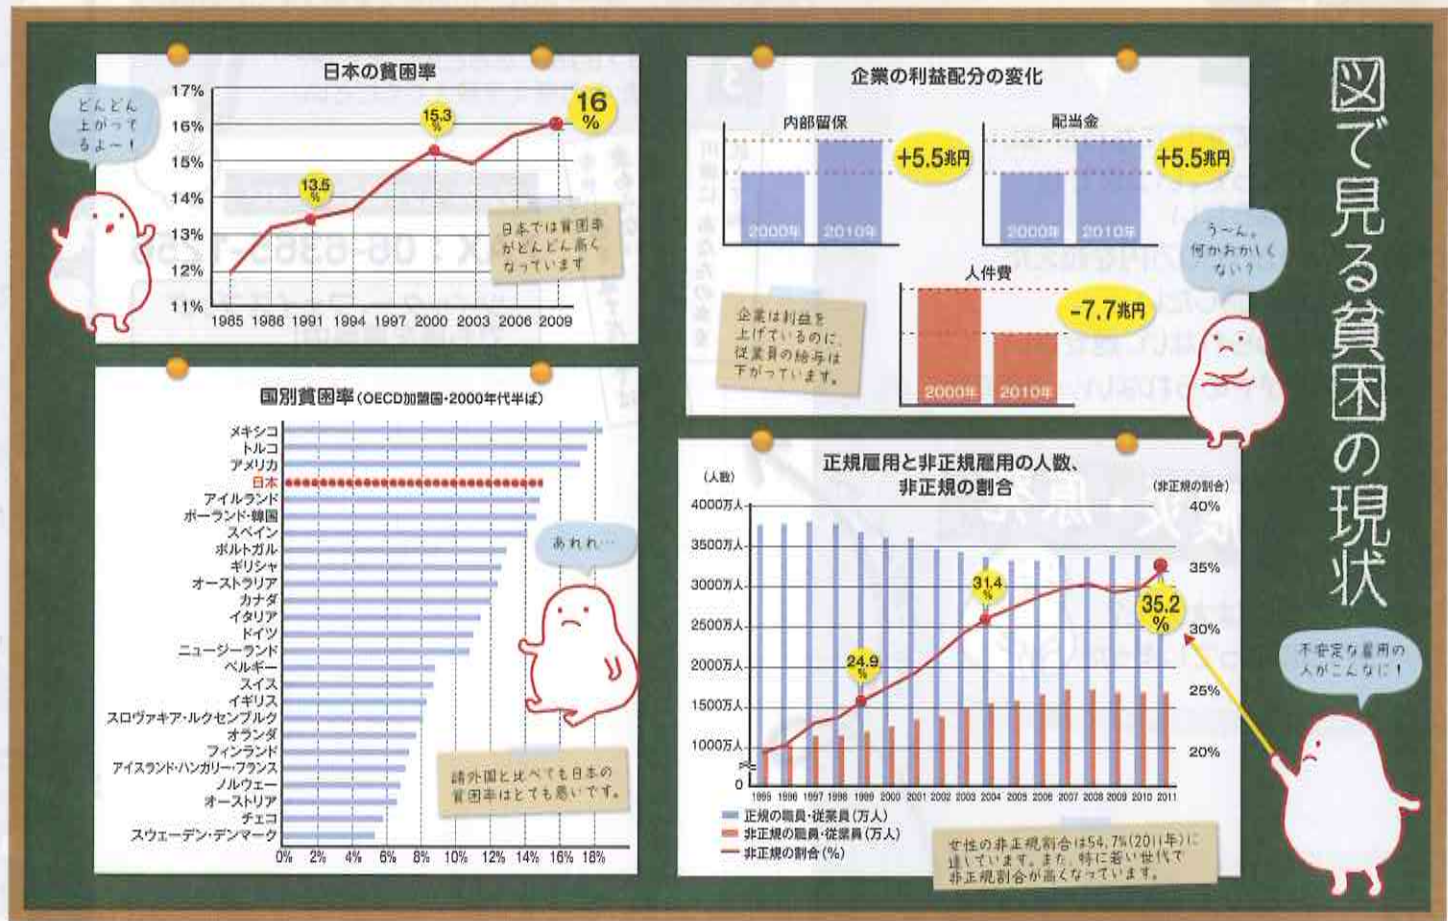 図で見る貧困の現状
日本の貧困率
17%
16%
15%
14%
13%
12%
11%
1985 1988 1991 1994 1997 2000 2003 2006 2009
13.5
%
15.3
%
16
%
どんどん
上がって
るよ〜!
日本では貧困率
がどんどん高く
なっています
企業の利益配分の変化
内部留保
2000年 2010年
+5.5兆円
配当金
2000年 2010年
+5.5兆円
人件費
2000年 2010年
-7.7兆円
企業は利益を
上げているのに、
従業員の給与は
下がっています。
う〜ん。
何かおかしく
ない?
国別貧困率(OECD加盟国・2000年代半ば)
メキシコ
トルコ
アメリカ
日本
アイルランド
ポーランド・韓国
スペイン
ポルトガル
ギリシャ
オーストラリア
カナダ
イタリア
ドイツ
ニュージーランド
ベルギー
スイス
イギリス
スロヴァキア・ルクセンブルク
オランダ
フィンランド
アイスランド・ハンガリー・フランス
ノルウェー
オーストリア
チェコ
スウェーデン・デンマーク
0% 2% 4% 6% 8% 10% 12% 14% 16% 18%
あれれ…
諸外国と比べても日本の
貧困率はとても悪いです。
正規雇用と非正規雇用の人数、
非正規の割合
(人数)
(非正規の割合)
4000万人
3500万人
3000万人
2500万人
2000万人
1500万人
1000万人
0
40%
35%
30%
25%
20%
24.9
%
31.4
%
35.2
%
1995 1996 1997 1998 1999 2000 2001 2002 2003 2004 2005 2006 2007 2008 2009 2010 2011
正規の職員・従業員(万人)
非正規の職員・従業員(万人)
非正規の割合(%)
女性の非正規割合は54.7%(2011年)に
達しています。また、特に若い世代で
非正規割合が高くなっています。
不安定な雇用の
人がこんなに!